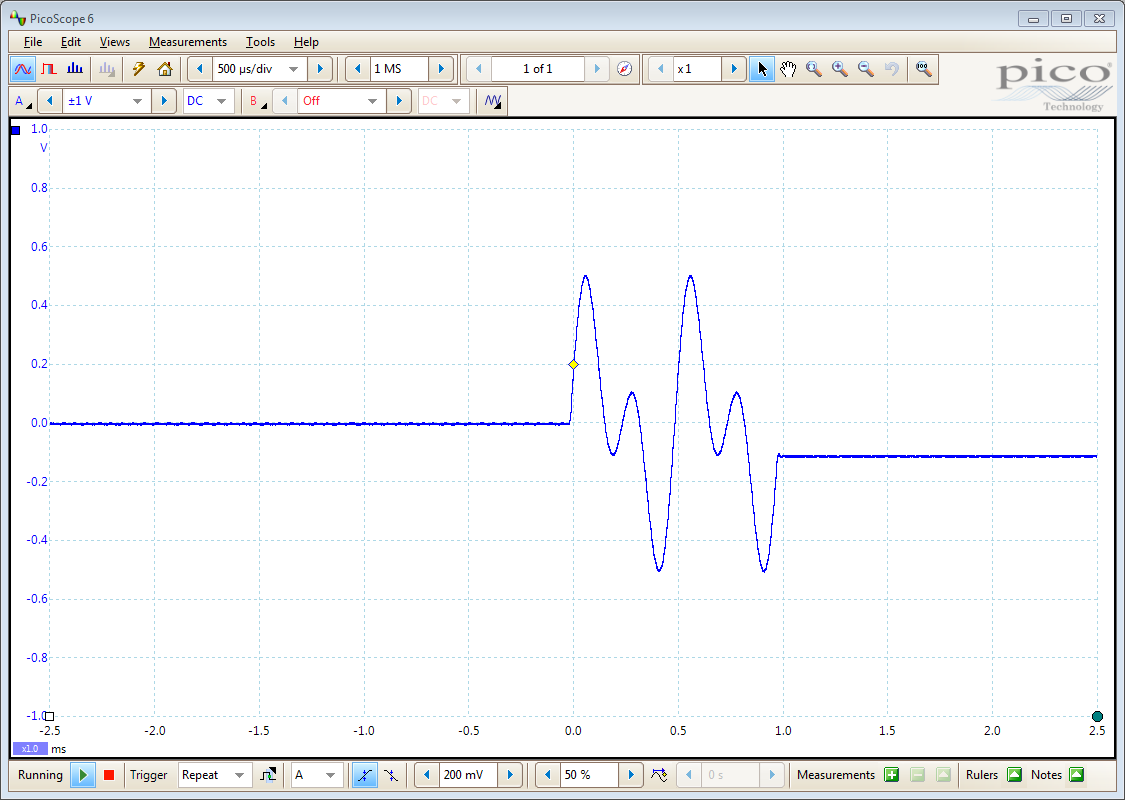 PicoScope 6
File Edit Views Measurements Tools Help
500 µs/div 1 MS 1 of 1 x1
pico
Technology
A ±1 V DC B Off DC
1.0
V
0.8
0.6
0.4
0.2
0.0
-0.2
-0.4
-0.6
-0.8
-1.0
-2.5 -2.0 -1.5 -1.0 -0.5 0.0 0.5 1.0 1.5 2.0 2.5
x1.0 ms
Running Trigger Repeat A 200 mV 50 % 0 s Measurements Rulers Notes